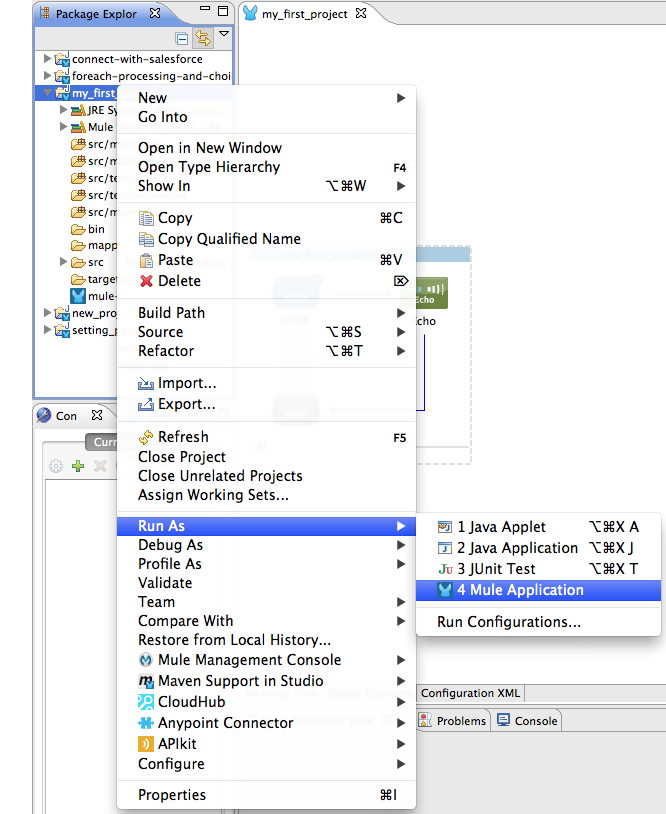 Package Explor
my_first_project
connect-with-salesforce
foreach-processing-and-choi
my_first_
JRE Sy
Mule
src/m
src/m
src/te
src/te
src/m
bin
mapp
src
target
mule-
new_proj
setting_p
New
Go Into
Open in New Window
Open Type Hierarchy F4
Show In ⌥⌘W
Copy ⌘C
Copy Qualified Name
Paste ⌘V
Delete ⌦
Build Path
Source ⌥⌘S
Refactor ⌥⌘T
Import...
Export...
Refresh F5
Close Project
Close Unrelated Projects
Assign Working Sets...
Run As
Debug As
Profile As
Validate
Team
Compare With
Restore from Local History...
Mule Management Console
Maven Support in Studio
CloudHub
Anypoint Connector
APIkit
Configure
Properties ⌘I
Echo
cho
Con
Curr
1 Java Applet ⌥⌘X A
2 Java Application ⌥⌘X J
JU 3 JUnit Test ⌥⌘X T
4 Mule Application
Run Configurations...
Configuration XML
Problems
Console